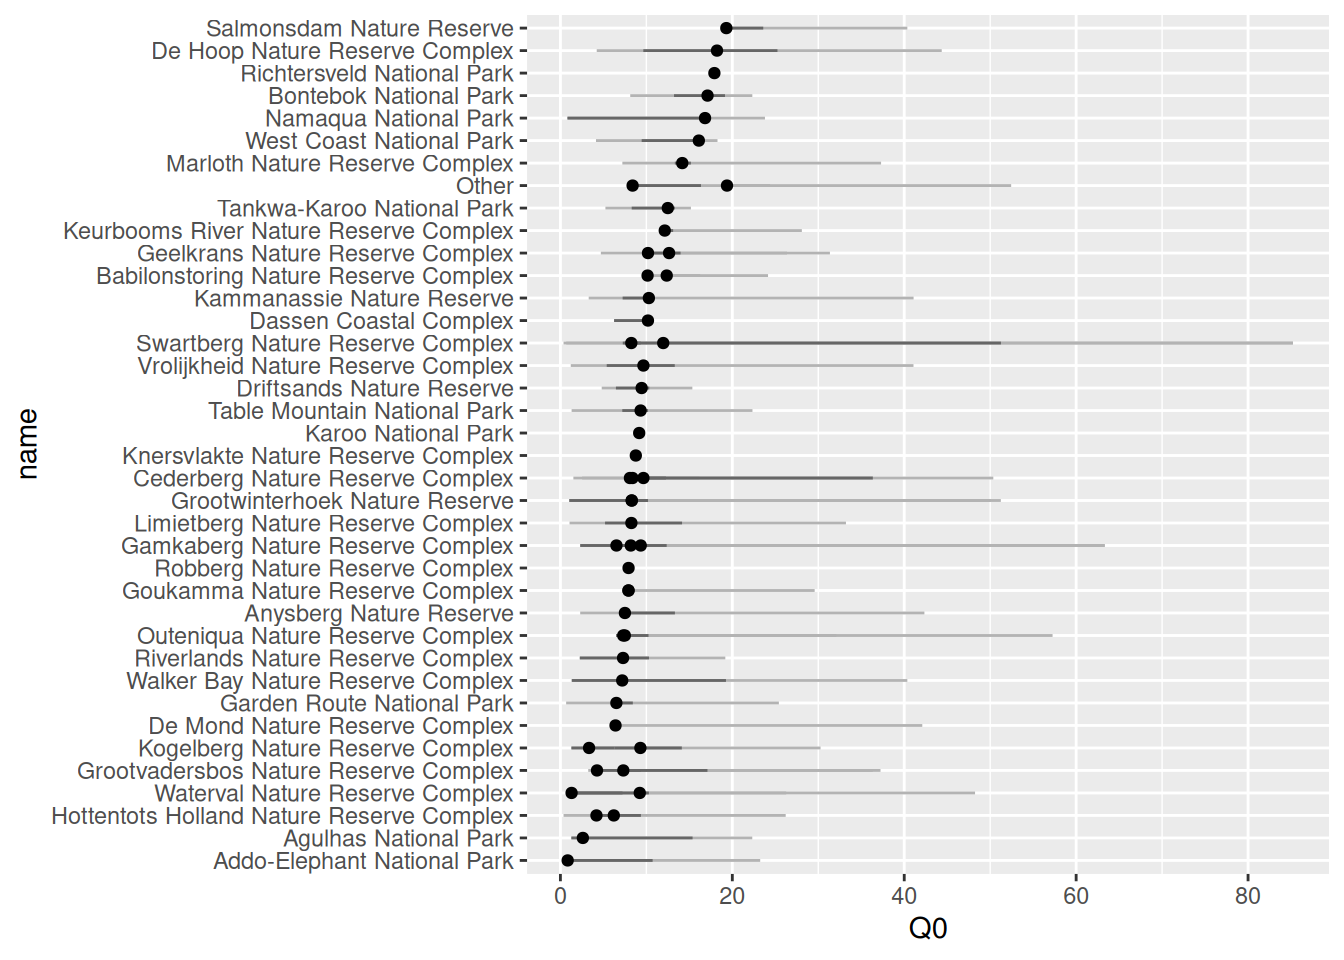 Salmonsdam Nature Reserve
De Hoop Nature Reserve Complex
Richtersveld National Park
Bontebok National Park
Namaqua National Park
West Coast National Park
Marloth Nature Reserve Complex
Other
Tankwa-Karoo National Park
Keurbooms River Nature Reserve Complex
Geelkrans Nature Reserve Complex
Babilonstoring Nature Reserve Complex
Kammanassie Nature Reserve
Dassen Coastal Complex
Swartberg Nature Reserve Complex
Vrolijkheid Nature Reserve Complex
Driftsands Nature Reserve
Table Mountain National Park
Karoo National Park
Knersvlakte Nature Reserve Complex
Cederberg Nature Reserve Complex
Grootwinterhoek Nature Reserve
Limietberg Nature Reserve Complex
Gamkaberg Nature Reserve Complex
Robberg Nature Reserve Complex
Goukamma Nature Reserve Complex
Anysberg Nature Reserve
Outeniqua Nature Reserve Complex
Riverlands Nature Reserve Complex
Walker Bay Nature Reserve Complex
Garden Route National Park
De Mond Nature Reserve Complex
Kogelberg Nature Reserve Complex
Grootvadersbos Nature Reserve Complex
Waterval Nature Reserve Complex
Hottentots Holland Nature Reserve Complex
Agulhas National Park
Addo-Elephant National Park
name
0 20 40 60 80
Q0